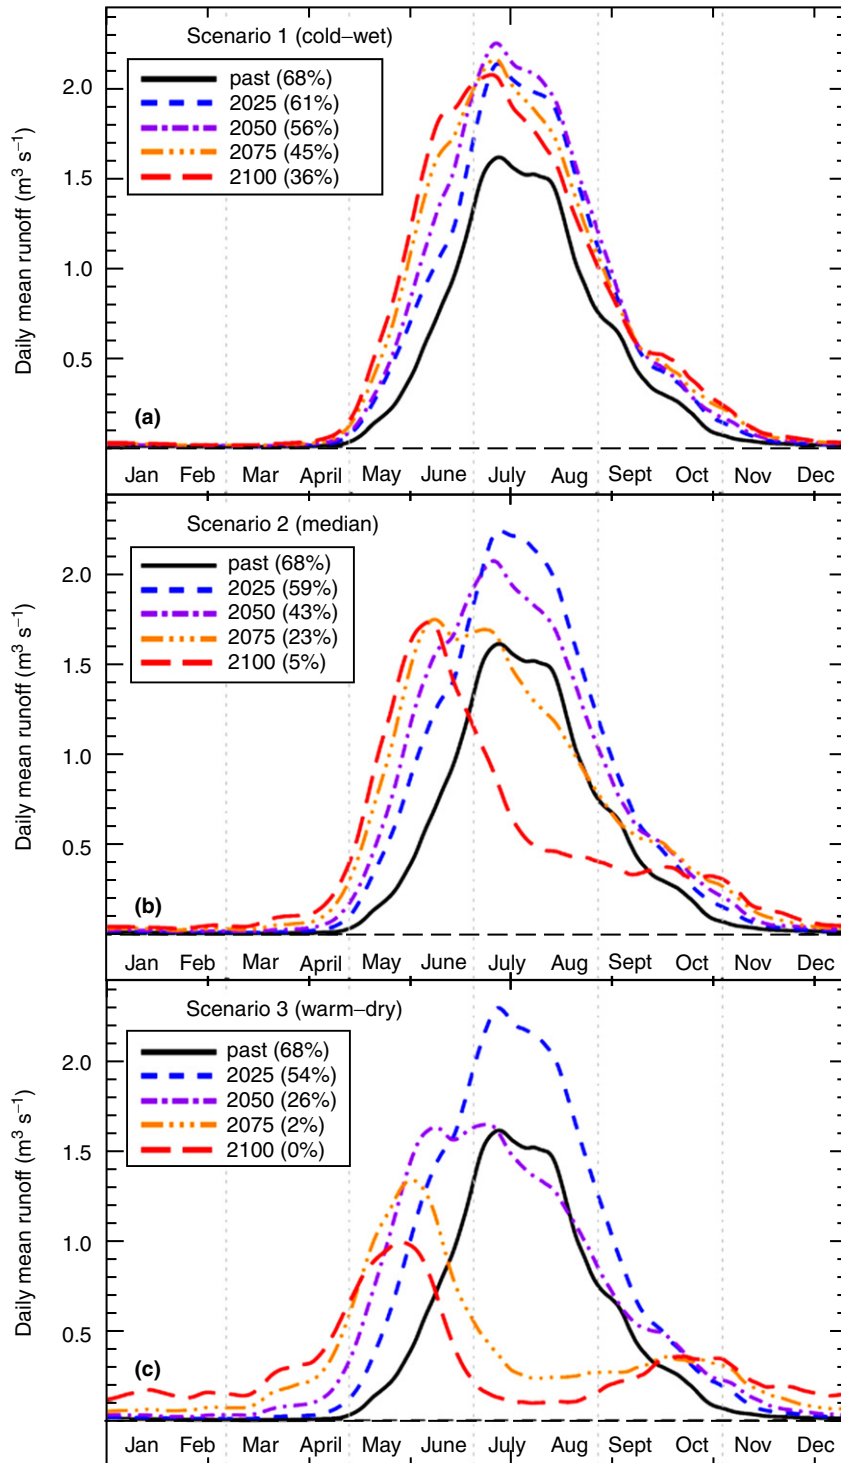 Scenario 1 (cold–wet)
past (68%)
2025 (61%)
2050 (56%)
2075 (45%)
2100 (36%)
Daily mean runoff (m³ s⁻¹)
2.0
1.5
1.0
0.5
(a)
Jan Feb Mar April May June July Aug Sept Oct Nov Dec
Scenario 2 (median)
past (68%)
2025 (59%)
2050 (43%)
2075 (23%)
2100 (5%)
Daily mean runoff (m³ s⁻¹)
2.0
1.5
1.0
0.5
(b)
Jan Feb Mar April May June July Aug Sept Oct Nov Dec
Scenario 3 (warm–dry)
past (68%)
2025 (54%)
2050 (26%)
2075 (2%)
2100 (0%)
Daily mean runoff (m³ s⁻¹)
2.0
1.5
1.0
0.5
(c)
Jan Feb Mar April May June July Aug Sept Oct Nov Dec